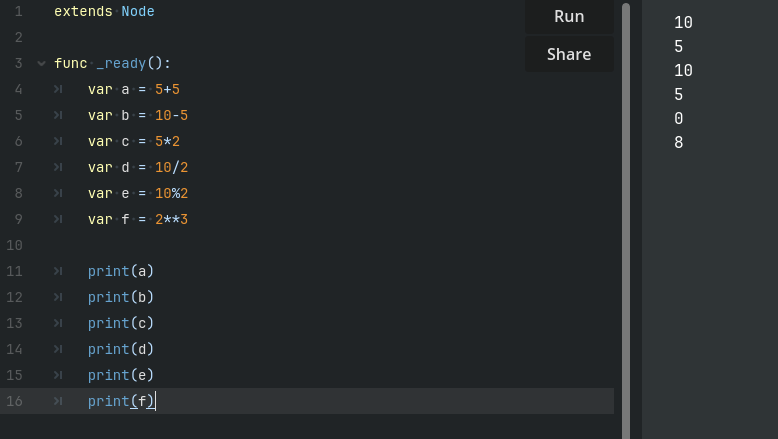 1 extends Node
2
3 func _ready():
4 var a = 5+5
5 var b = 10-5
6 var c = 5*2
7 var d = 10/2
8 var e = 10%2
9 var f = 2**3
10
11 print(a)
12 print(b)
13 print(c)
14 print(d)
15 print(e)
16 print(f)
Run
Share
10
5
10
5
0
8